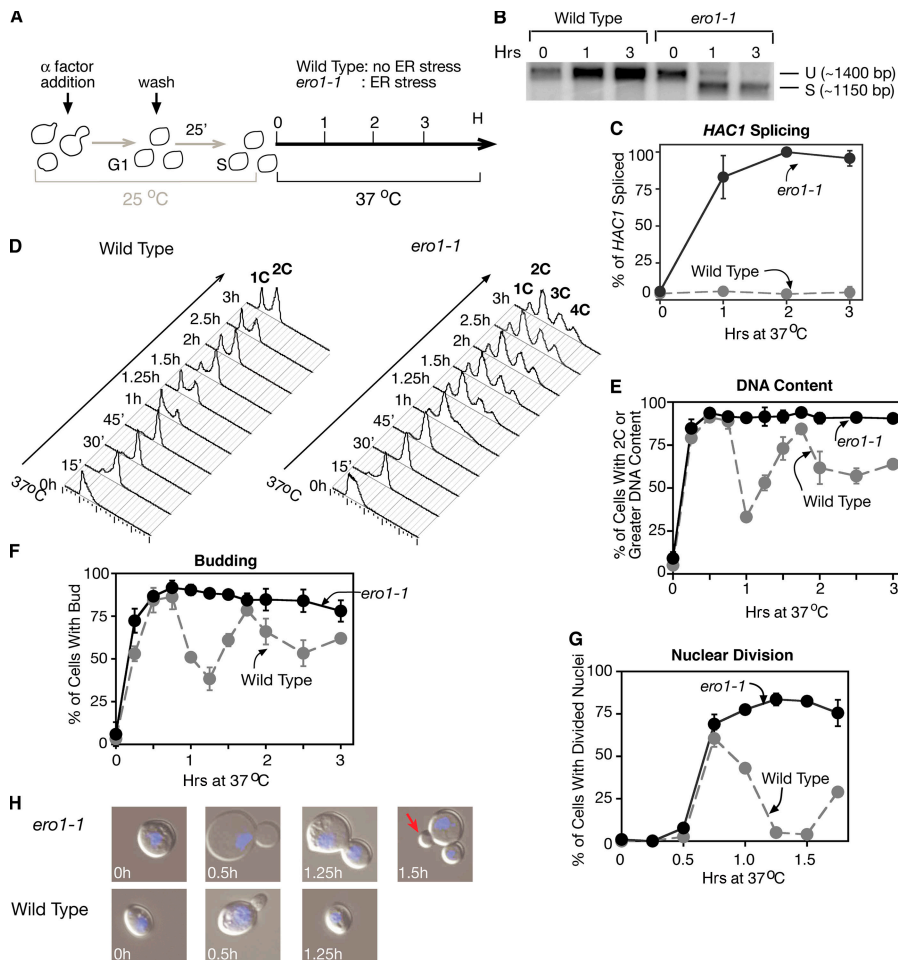 A
α factor
addition
wash
Wild Type: no ER stress
ero1-1 : ER stress
25’
G1
S
0 1 2 3 H
25 ºC
37 ºC
B
Wild Type ero1-1
Hrs 0 1 3 0 1 3
U (~1400 bp)
S (~1150 bp)
C
HAC1 Splicing
% of HAC1 Spliced
100
75
50
25
0
ero1-1
Wild Type
0 1 2 3
Hrs at 37ºC
D
Wild Type
1C 2C
3h
2.5h
2h
1.5h
1.25h
1h
45’
30’
15’
0h
37ºC
ero1-1
2C
1C
3C
4C
3h
2.5h
2h
1.5h
1.25h
1h
45’
30’
15’
0h
37ºC
E
DNA Content
% of Cells With 2C or
Greater DNA Content
100
75
50
25
0
ero1-1
Wild Type
0 1 2 3
Hrs at 37ºC
F
Budding
% of Cells With Bud
100
75
50
25
0
ero1-1
Wild Type
0 1 2 3
Hrs at 37ºC
G
Nuclear Division
% of Cells With Divided Nuclei
100
75
50
25
0
ero1-1
Wild Type
0 0.5 1.0 1.5
Hrs at 37ºC
H
ero1-1
0h
0.5h
1.25h
1.5h
Wild Type
0h
0.5h
1.25h